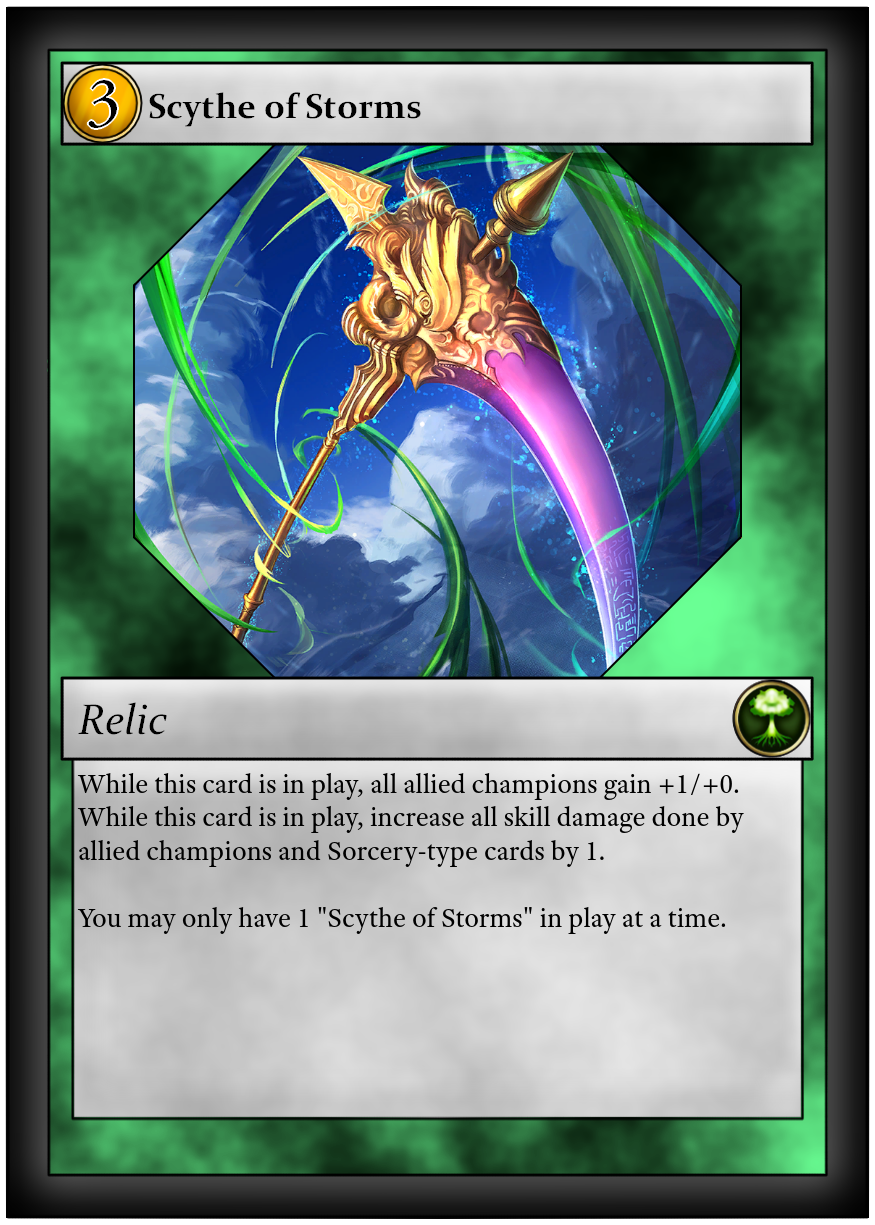 3 Scythe of Storms
Relic
While this card is in play, all allied champions gain +1/+0.
While this card is in play, increase all skill damage done by
allied champions and Sorcery-type cards by 1.
You may only have 1 "Scythe of Storms" in play at a time.